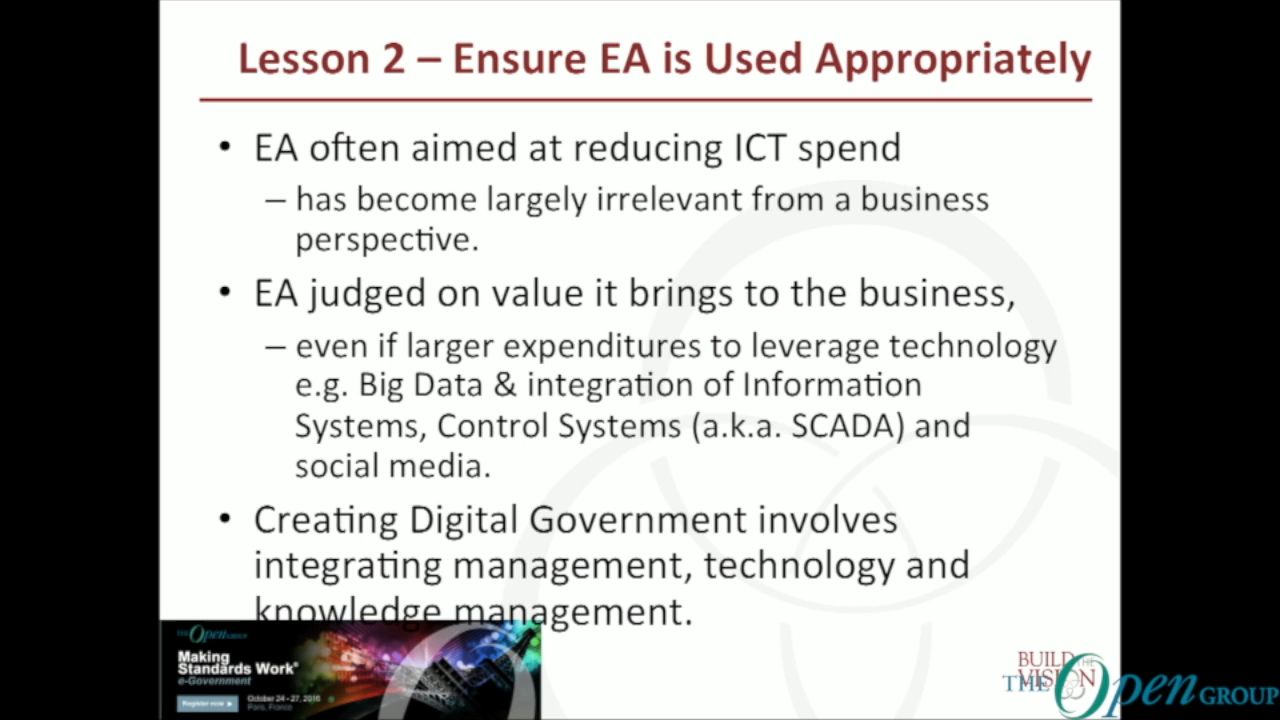 Lesson 2 – Ensure EA is Used Appropriately
• EA often aimed at reducing ICT spend
– has become largely irrelevant from a business
perspective.
• EA judged on value it brings to the business,
– even if larger expenditures to leverage technology
e.g. Big Data & integration of Information
Systems, Control Systems (a.k.a. SCADA) and
social media.
• Creating Digital Government involves
integrating management, technology and
knowledge management.
THE Open GROUP
Making
Standards Work®
e-Government
Register now ▶
October 24–27, 2016
Paris, France
BUILD THE
VISION
THE Open GROUP